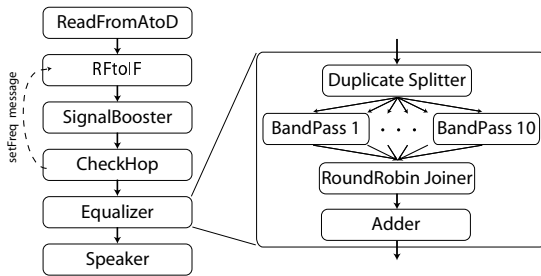 ReadFromAtoD
RFtoIF
SignalBooster
CheckHop
Equalizer
Speaker
setFreq message
Duplicate Splitter
BandPass 1
. . .
BandPass 10
RoundRobin Joiner
Adder